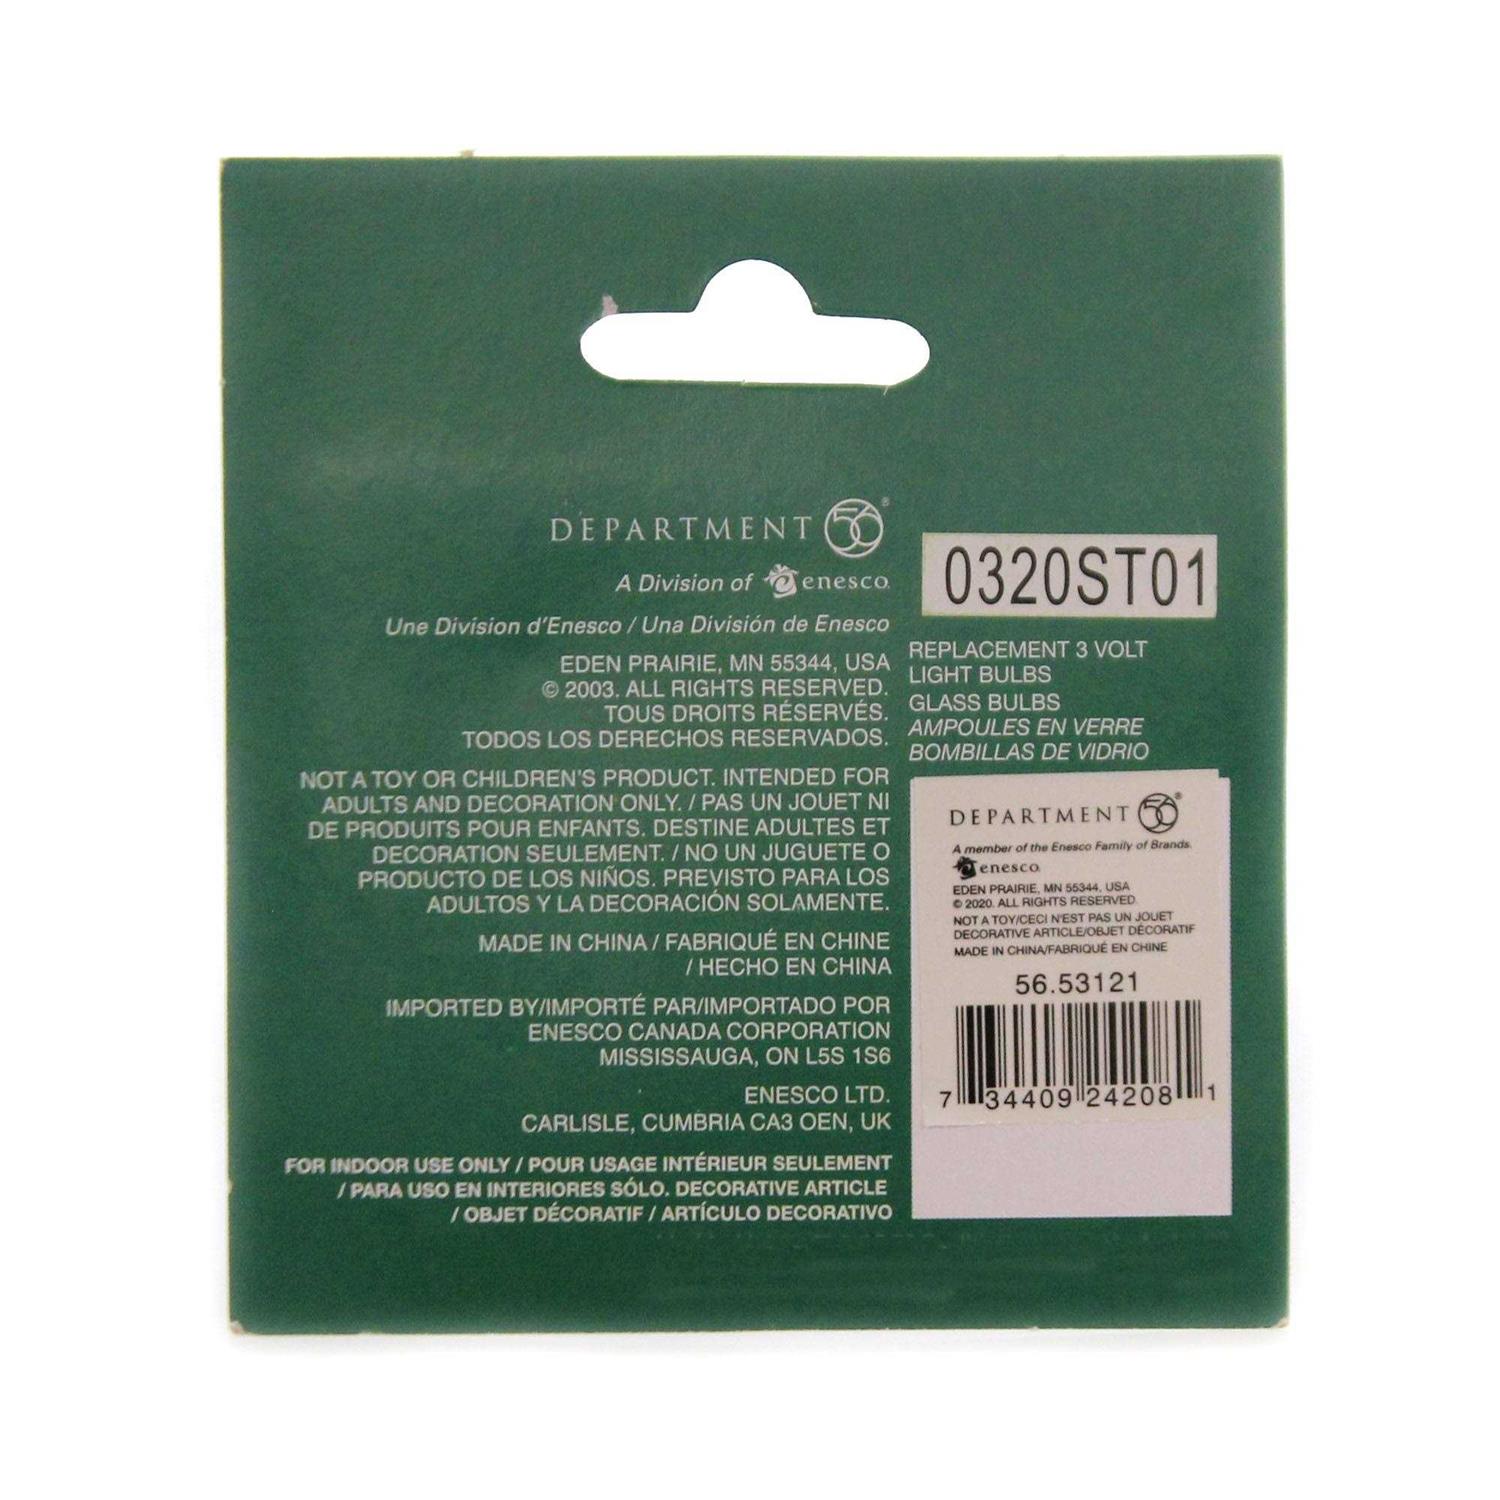 DEPARTMENT 56®
A Division of enesco.
Une Division d'Enesco / Una División de Enesco
EDEN PRAIRIE, MN 55344, USA
© 2003. ALL RIGHTS RESERVED.
TOUS DROITS RÉSERVÉS.
TODOS LOS DERECHOS RESERVADOS.
NOT A TOY OR CHILDREN'S PRODUCT. INTENDED FOR
ADULTS AND DECORATION ONLY. / PAS UN JOUET NI
DE PRODUITS POUR ENFANTS. DESTINE ADULTES ET
DECORATION SEULEMENT. / NO UN JUGUETE O
PRODUCTO DE LOS NIÑOS. PREVISTO PARA LOS
ADULTOS Y LA DECORACIÓN SOLAMENTE.
MADE IN CHINA / FABRIQUÉ EN CHINE
/ HECHO EN CHINA
IMPORTED BY/IMPORTÉ PAR/IMPORTADO POR
ENESCO CANADA CORPORATION
MISSISSAUGA, ON L5S 1S6
ENESCO LTD.
CARLISLE, CUMBRIA CA3 OEN, UK
FOR INDOOR USE ONLY / POUR USAGE INTÉRIEUR SEULEMENT
/ PARA USO EN INTERIORES SÓLO. DECORATIVE ARTICLE
/ OBJET DÉCORATIF / ARTÍCULO DECORATIVO
0320ST01
REPLACEMENT 3 VOLT
LIGHT BULBS
GLASS BULBS
AMPOULES EN VERRE
BOMBILLAS DE VIDRIO
DEPARTMENT 56®
A member of the Enesco Family of Brands.
enesco.
EDEN PRAIRIE, MN 55344, USA
© 2020. ALL RIGHTS RESERVED.
NOT A TOY/CECI N'EST PAS UN JOUET
DECORATIVE ARTICLE/OBJET DÉCORATIF
MADE IN CHINA/FABRIQUÉ EN CHINE
56.53121
7 34409 24208 1